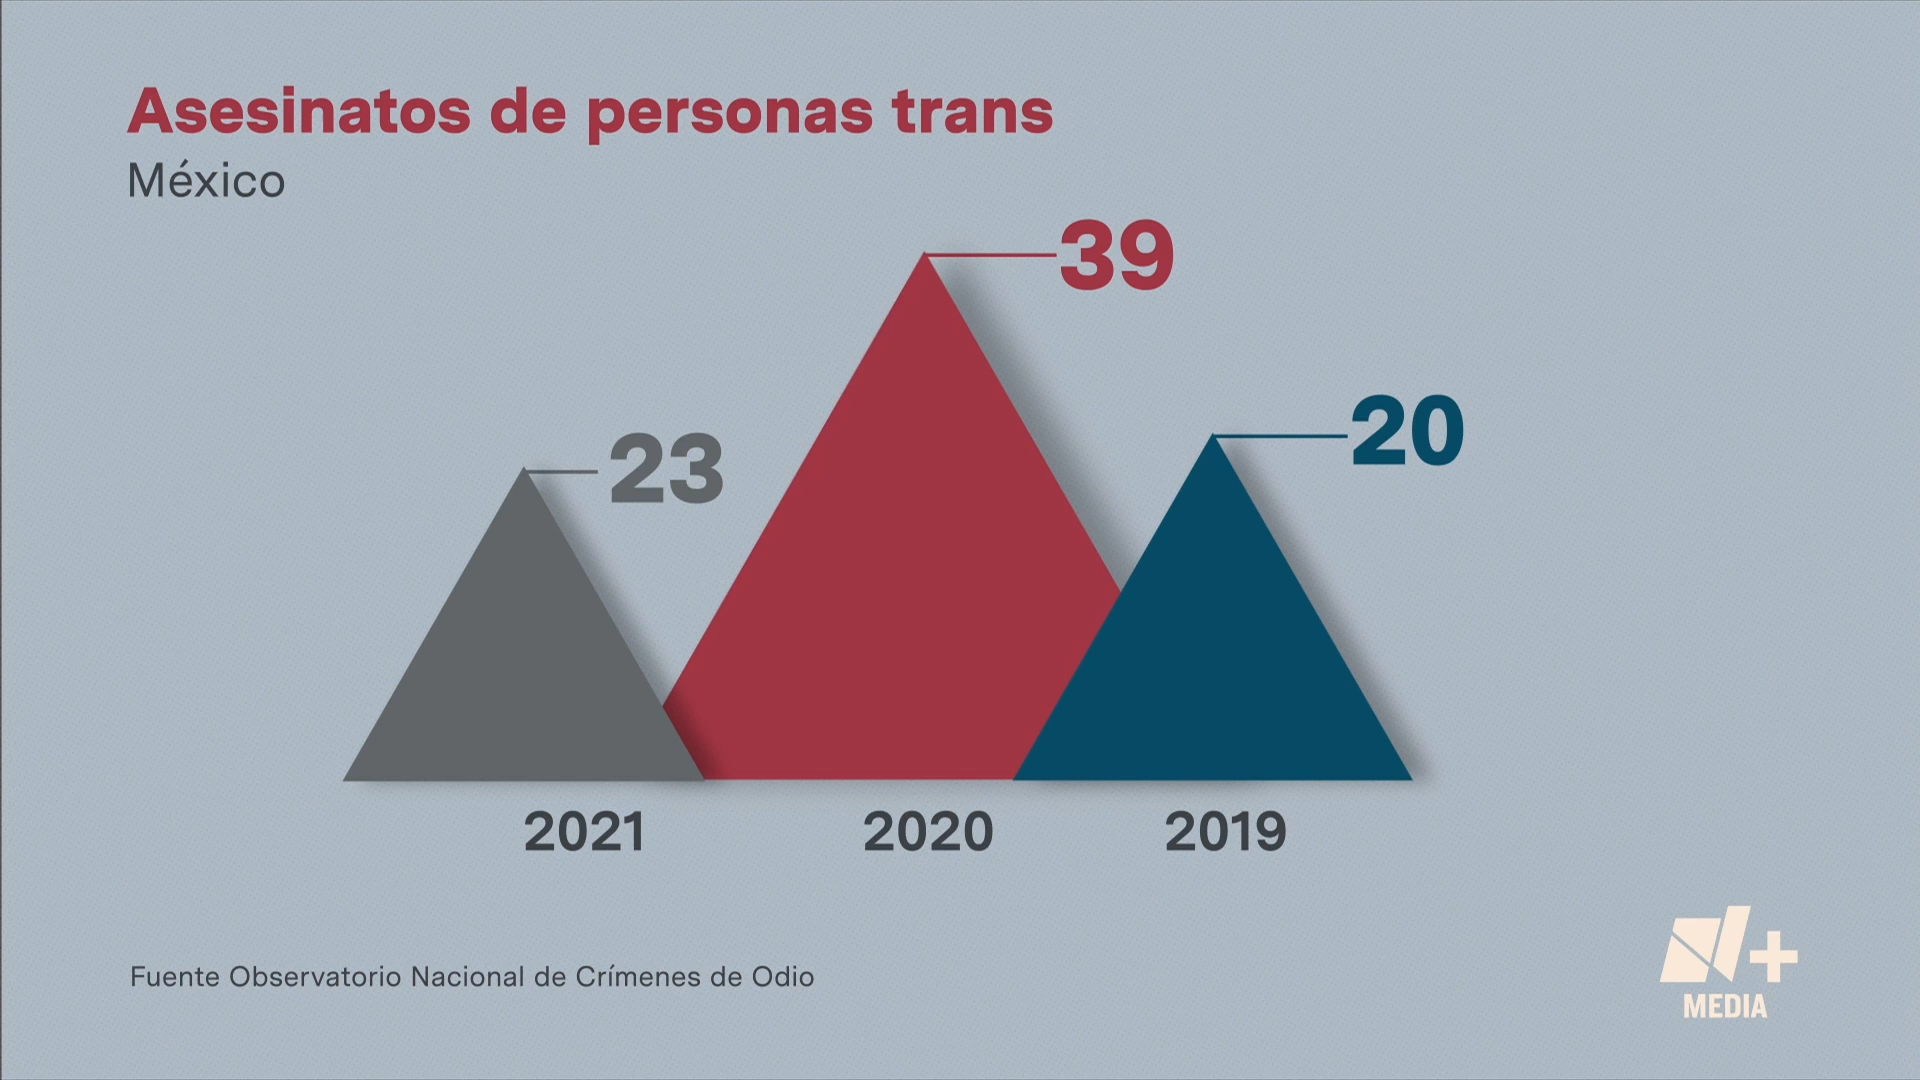 Asesinatos de personas trans
México
39
20
23
2021
2020
2019
Fuente Observatorio Nacional de Crímenes de Odio
N+
MEDIA